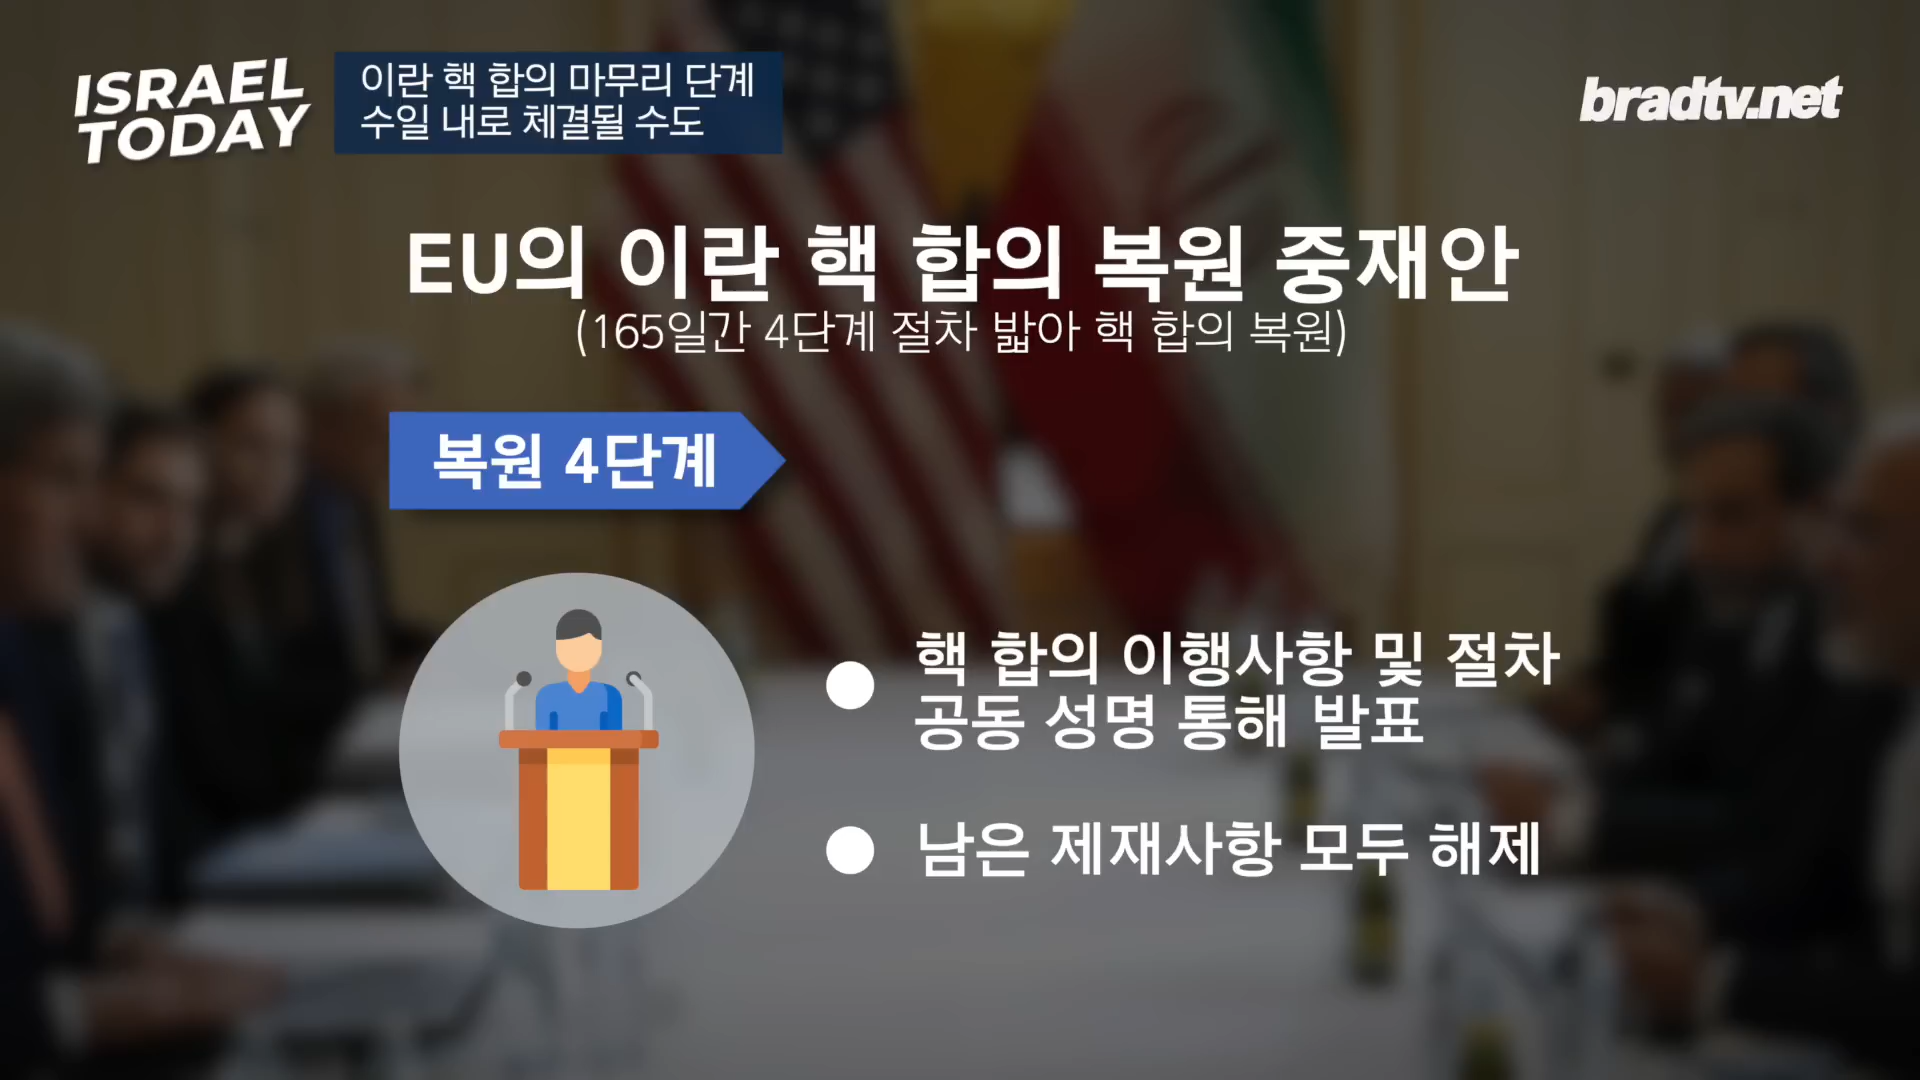 ISRAEL
TODAY
이란 핵 합의 마무리 단계
수일 내로 체결될 수도
bradtv.net
EU의 이란 핵 합의 복원 중재안
(165일간 4단계 절차 밟아 핵 합의 복원)
복원 4단계
핵 합의 이행사항 및 절차
공동 성명 통해 발표
남은 제재사항 모두 해제